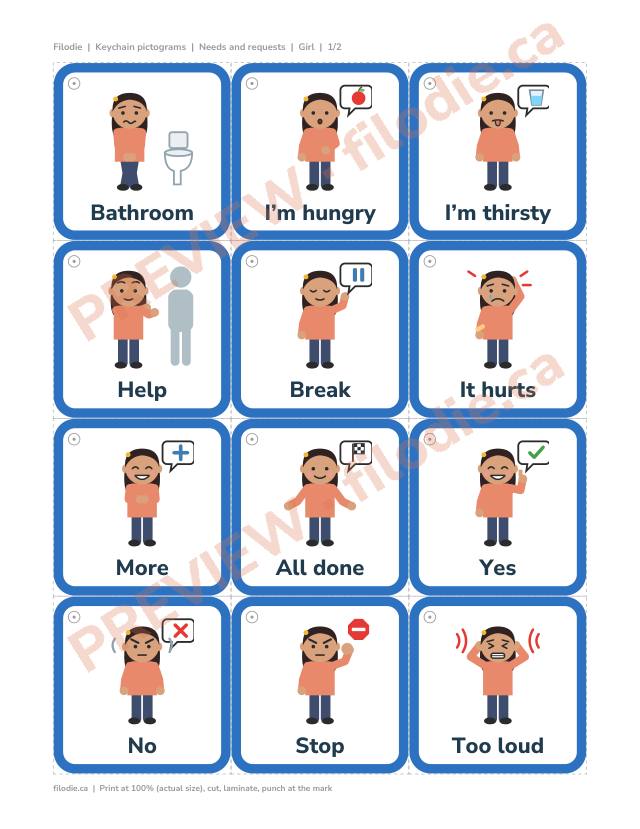 Filodie | Keychain pictograms | Needs and requests | Girl | 1/2
Bathroom
I'm hungry
I'm thirsty
Help
Break
It hurts
More
All done
Yes
No
Stop
Too loud
PREVIEW · filodie.ca
PREVIEW · filodie.ca
filodie.ca | Print at 100% (actual size), cut, laminate, punch at the mark